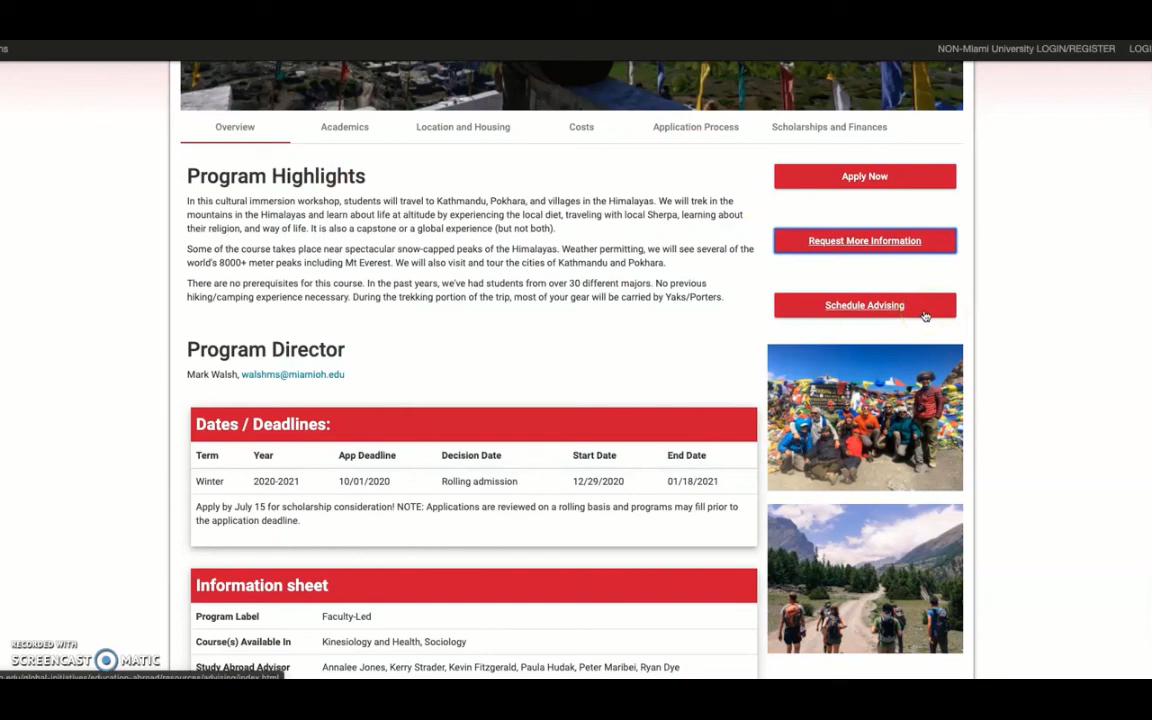 ns
NON-Miami University LOGIN/REGISTER LOGI
Overview Academics Location and Housing Costs Application Process Scholarships and Finances
Program Highlights
In this cultural immersion workshop, students will travel to Kathmandu, Pokhara, and villages in the Himalayas. We will trek in the
mountains in the Himalayas and learn about life at altitude by experiencing the local diet, traveling with local Sherpa, learning about
their religion, and way of life. It is also a capstone or a global experience (but not both).
Some of the course takes place near spectacular snow-capped peaks of the Himalayas. Weather permitting, we will see several of the
world's 8000+ meter peaks including Mt Everest. We will also visit and tour the cities of Kathmandu and Pokhara.
There are no prerequisites for this course. In the past years, we've had students from over 30 different majors. No previous
hiking/camping experience necessary. During the trekking portion of the trip, most of your gear will be carried by Yaks/Porters.
Apply Now
Request More Information
Schedule Advising
Program Director
Mark Walsh, walshms@miamioh.edu
Dates / Deadlines:
Term Year App Deadline Decision Date Start Date End Date
Winter 2020-2021 10/01/2020 Rolling admission 12/29/2020 01/18/2021
Apply by July 15 for scholarship consideration! NOTE: Applications are reviewed on a rolling basis and programs may fill prior to
the application deadline.
Information sheet
Program Label Faculty-Led
Course(s) Available In Kinesiology and Health, Sociology
Study Abroad Advisor Annalee Jones, Kerry Strader, Kevin Fitzgerald, Paula Hudak, Peter Maribei, Ryan Dye
RECORDED WITH
SCREENCAST MATIC
.edu/global-initiatives/education-abroad/resources/advising/index.html